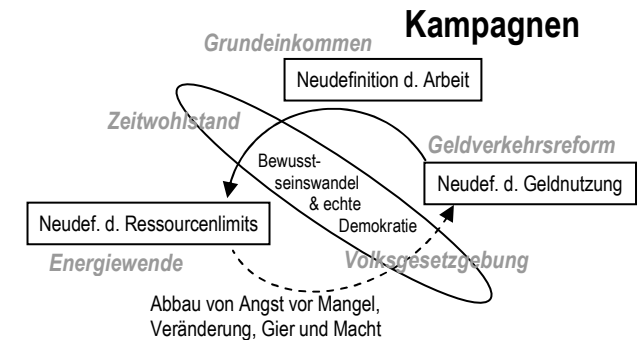 Kampagnen
Grundeinkommen
Neudefinition d. Arbeit
Zeitwohlstand
Geldverkehrsreform
Bewusst-
seinswandel
& echte
Demokratie
Neudef. d. Geldnutzung
Neudef. d. Ressourcenlimits
Energiewende
Volksgesetzgebung
Abbau von Angst vor Mangel,
Veränderung, Gier und Macht